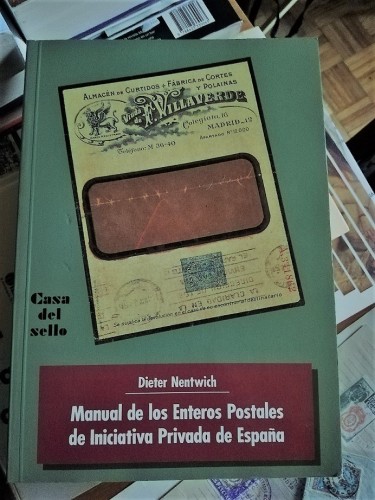 ALMACÉN DE CURTIDOS + FÁBRICA DE CORTES
Y POLAINAS
F. VILLAVERDE
Colegiata, 16
MADRID-12
Teléfono: M 36-40
Casa
del
sello
Dieter Nentwich
Manual de los Enteros Postales
de Iniciativa Privada de España